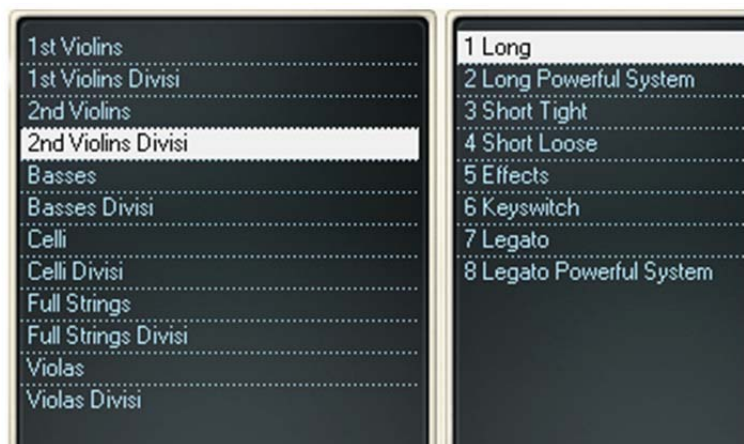 1st Violins
1st Violins Divisi
2nd Violins
2nd Violins Divisi
Basses
Basses Divisi
Celli
Celli Divisi
Full Strings
Full Strings Divisi
Violas
Violas Divisi
1 Long
2 Long Powerful System
3 Short Tight
4 Short Loose
5 Effects
6 Keyswitch
7 Legato
8 Legato Powerful System